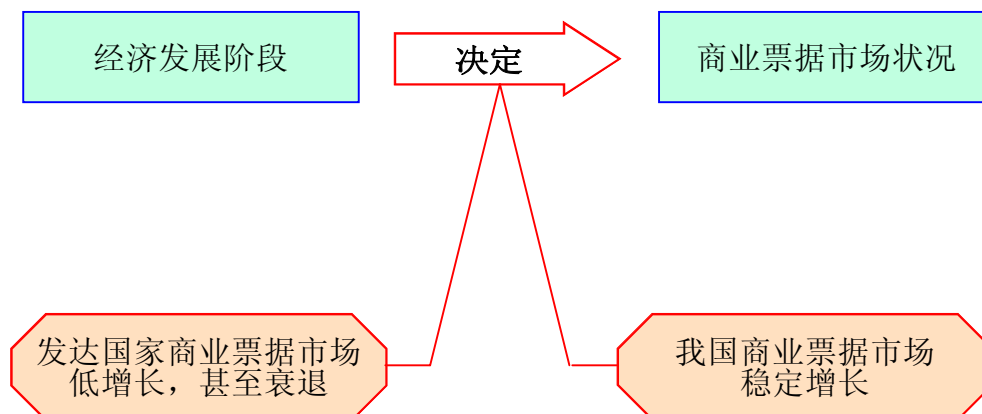 经济发展阶段
决定
商业票据市场状况
发达国家商业票据市场
低增长，甚至衰退
我国商业票据市场
稳定增长